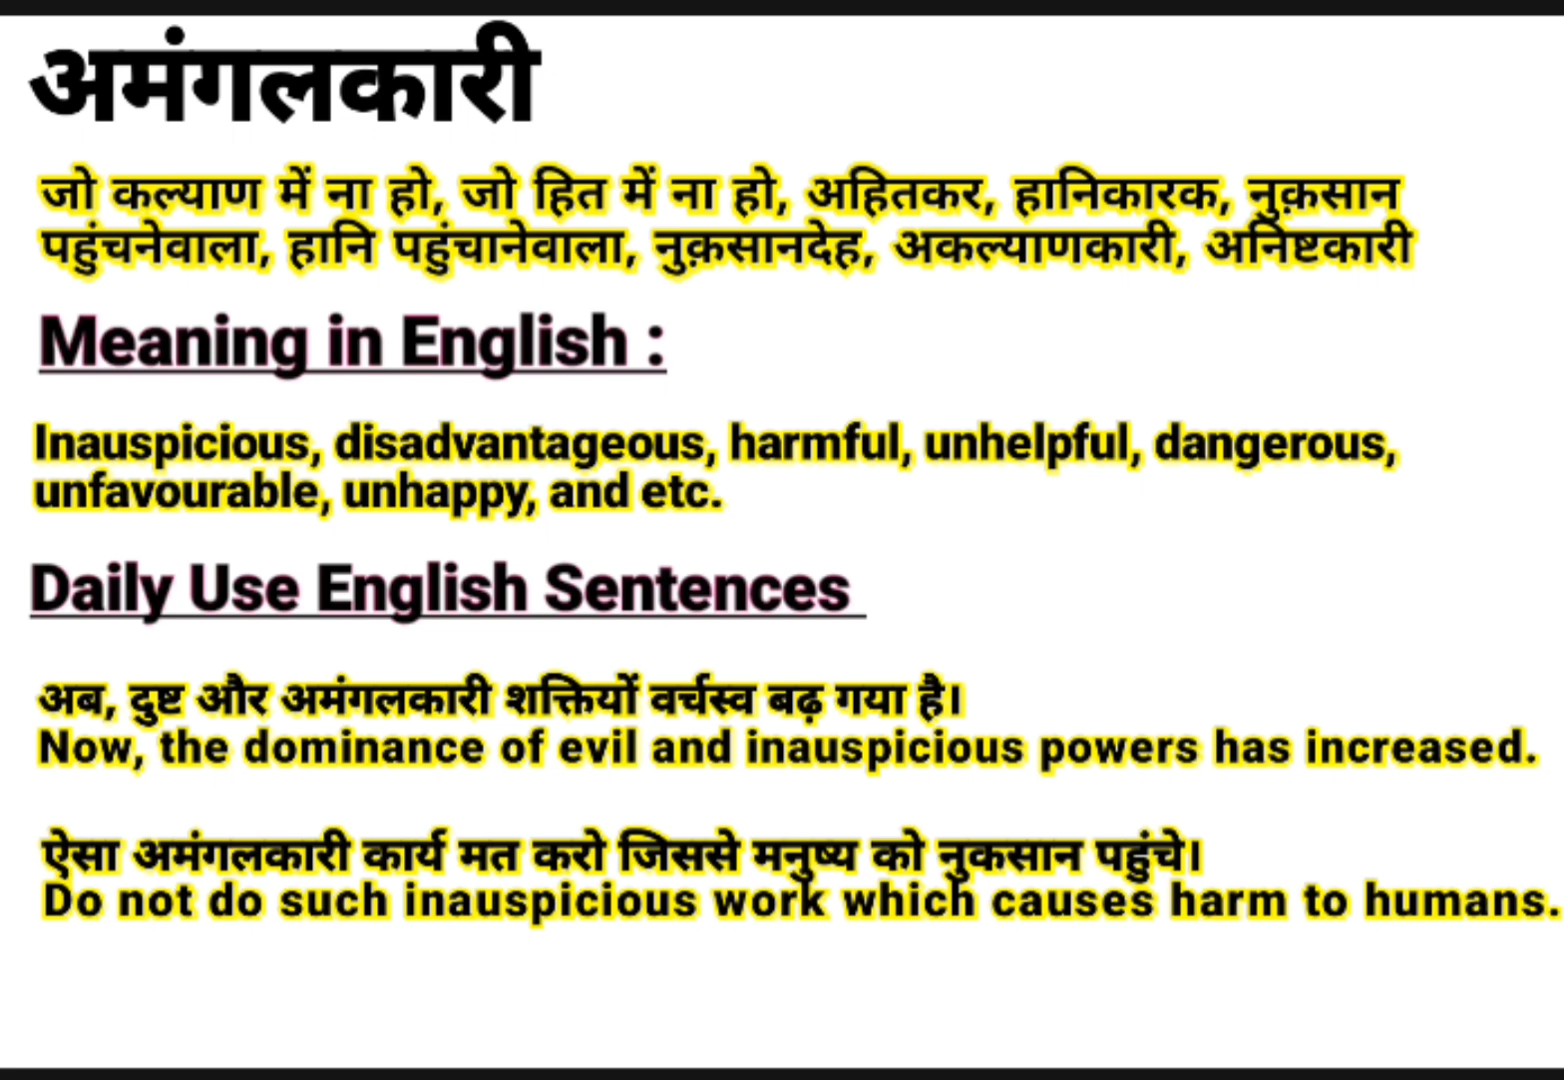 अमंगलकारी
जो कल्याण में ना हो, जो हित में ना हो, अहितकर, हानिकारक, नुक़सान
पहुंचनेवाला, हानि पहुंचानेवाला, नुक़सानदेह, अकल्याणकारी, अनिष्टकारी
Meaning in English :
Inauspicious, disadvantageous, harmful, unhelpful, dangerous,
unfavourable, unhappy, and etc.
Daily Use English Sentences
अब, दुष्ट और अमंगलकारी शक्तियों वर्चस्व बढ़ गया है।
Now, the dominance of evil and inauspicious powers has increased.
ऐसा अमंगलकारी कार्य मत करो जिससे मनुष्य को नुकसान पहुंचे।
Do not do such inauspicious work which causes harm to humans.